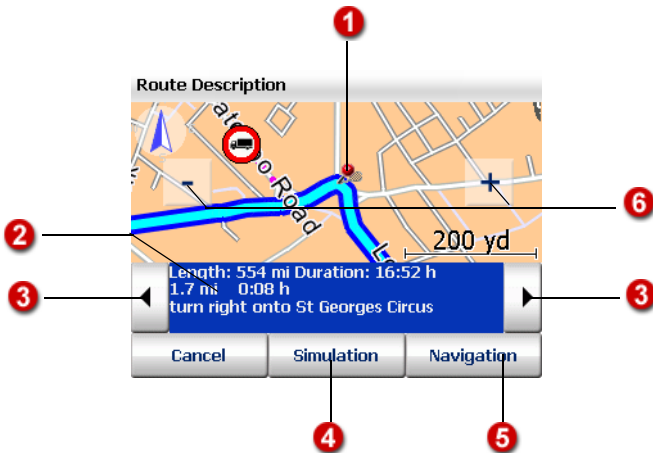 1
Route Description
Road
- +
6
200 yd
2
Length: 554 mi Duration: 16:52 h
3
3
1.7 mi 0:08 h
turn right onto St Georges Circus
Cancel Simulation Navigation
4
5